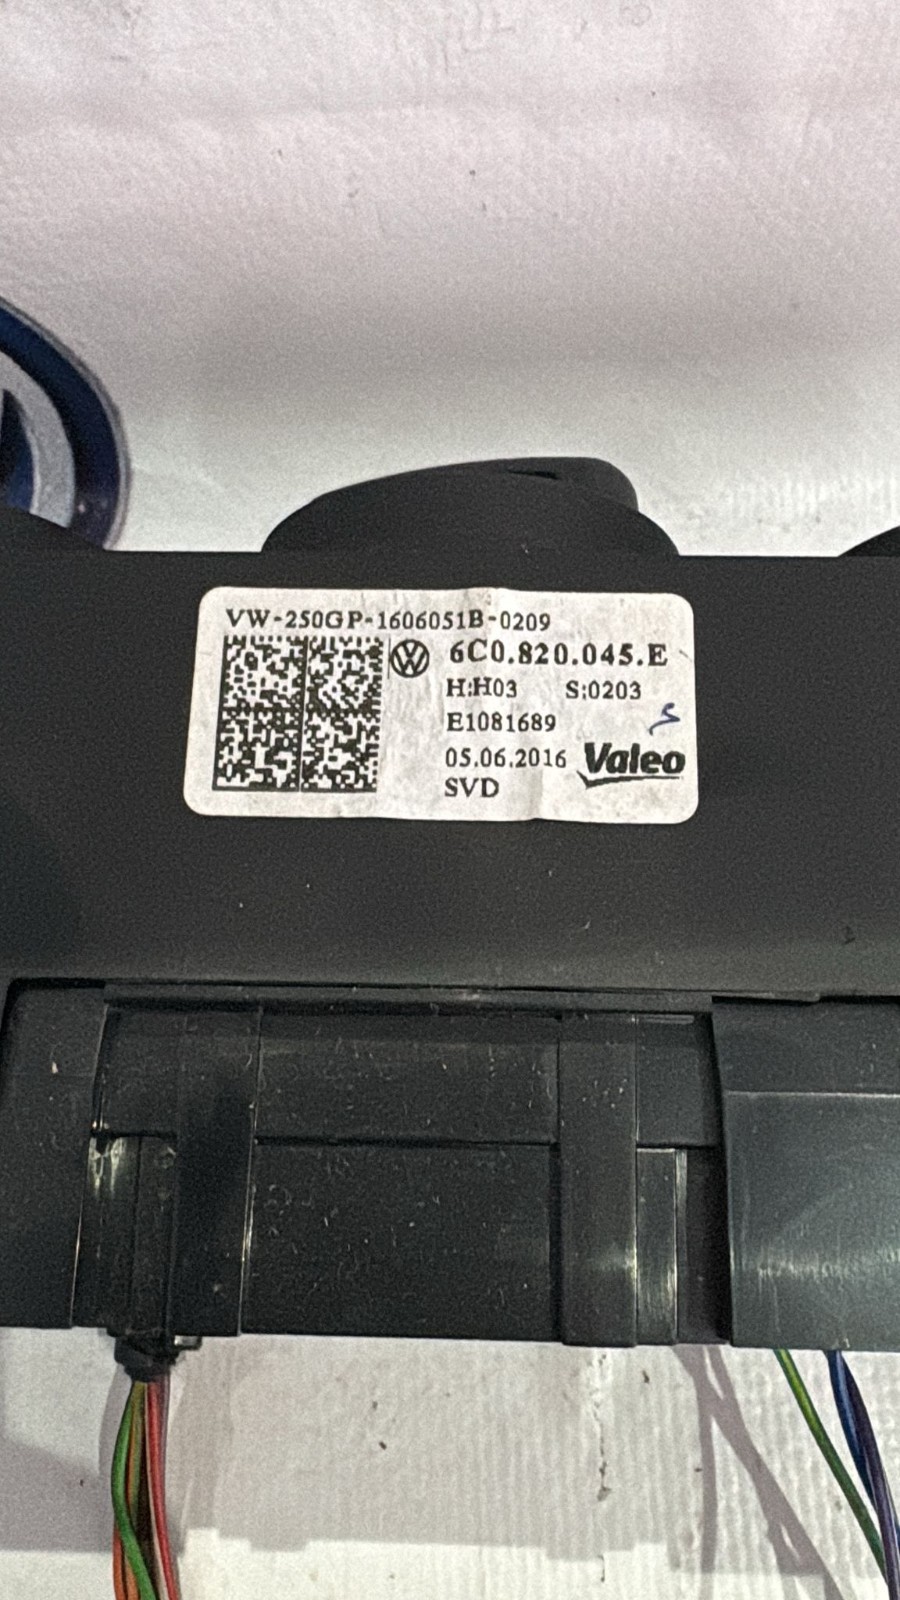 VW-250GP-1606051B-0209
6C0.820.045.E
H:H03 S:0203
E1081689
05.06.2016 Valeo
SVD